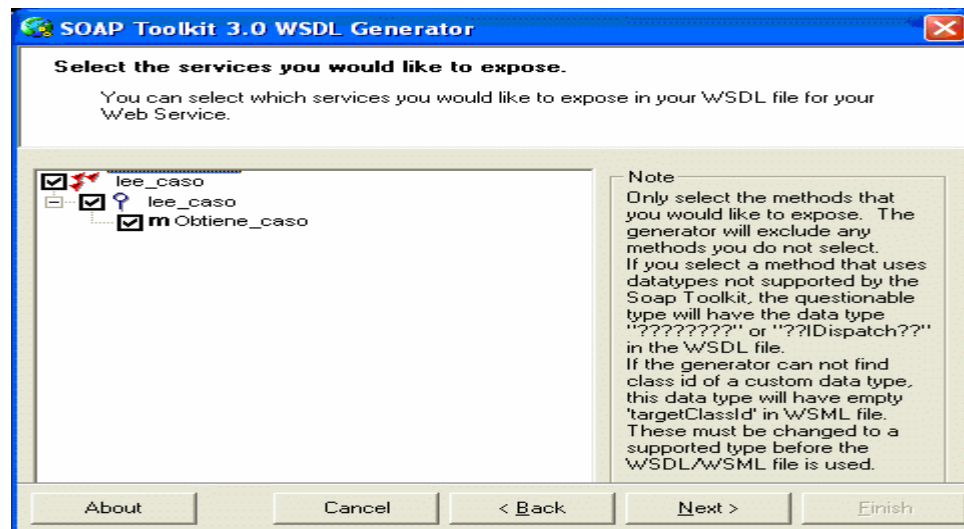 SOAP Toolkit 3.0 WSDL Generator
Select the services you would like to expose.
You can select which services you would like to expose in your WSDL file for your
Web Service.
lee_caso
lee_caso
m Obtiene_caso
Note
Only select the methods that
you would like to expose. The
generator will exclude any
methods you do not select.
If you select a method that uses
datatypes not supported by the
Soap Toolkit, the questionable
type will have the data type
"????????" or "??IDispatch??"
in the WSDL file.
If the generator can not find
class id of a custom data type,
this data type will have empty
'targetClassId' in WSML file.
These must be changed to a
supported type before the
WSDL/WSML file is used.
About
Cancel
< Back
Next >
Finish